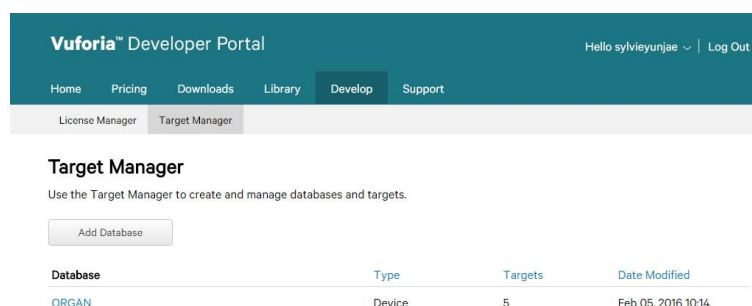 Vuforia™ Developer Portal
Hello sylvieyunjae | Log Out
Home Pricing Downloads Library Develop Support
License Manager Target Manager
Target Manager
Use the Target Manager to create and manage databases and targets.
Add Database
Database Type Targets Date Modified
ORGAN Device 5 Feb 05, 2016 10:14